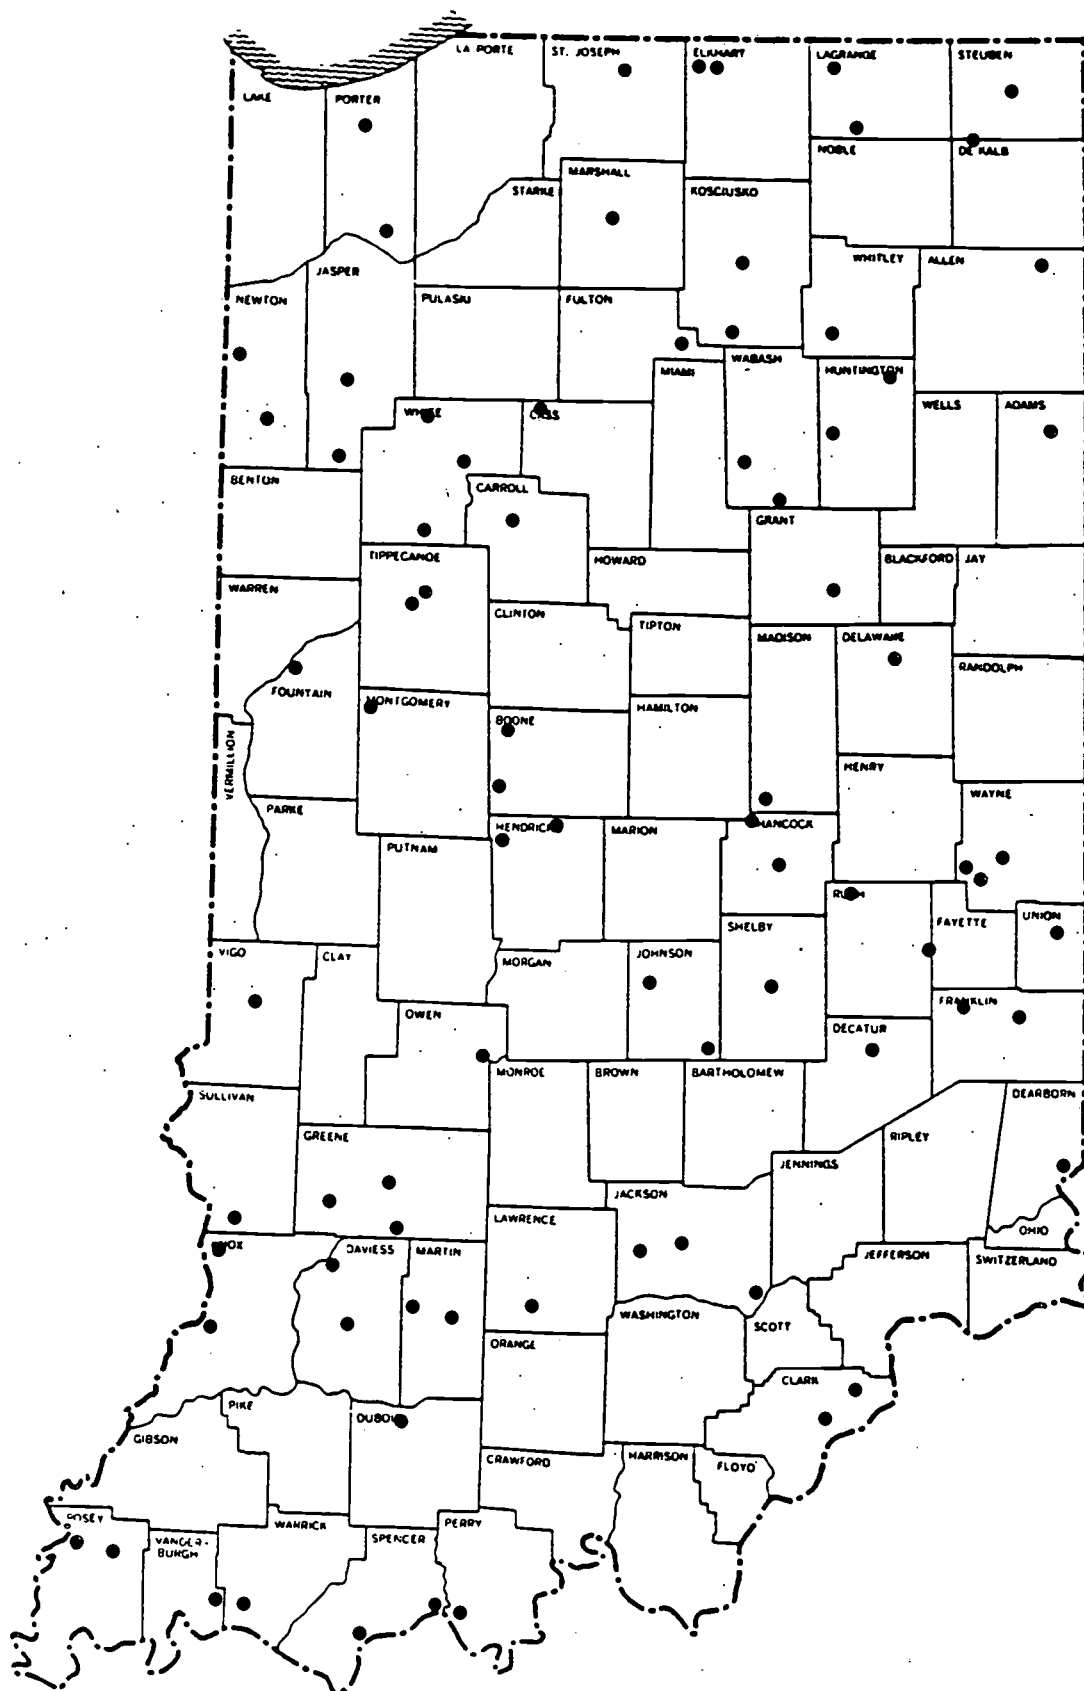 LA PORTE
ST. JOSEPH
ELKHART
LAGRANGE
STEUBEN
LAKE
PORTER
NOBLE
DE KALB
MARSHALL
STARKE
KOSCIUSKO
WHITLEY
ALLEN
JASPER
NEWTON
FULTON
WABASH
MIAMI
HUNTINGTON
WELLS
ADAMS
WHITE
CASS
BENTON
CARROLL
GRANT
TIPPECANOE
HOWARD
BLACKFORD
JAY
WARREN
CLINTON
TIPTON
MADISON
DELAWARE
RANDOLPH
FOUNTAIN
MONTGOMERY
HAMILTON
BOONE
VERMILLION
HENRY
WAYNE
PARKE
HENDRICKS
MARION
HANCOCK
PUTNAM
RUSH
UNION
FAYETTE
SHELBY
VIGO
CLAY
MORGAN
JOHNSON
FRANKLIN
OWEN
DECATUR
MONROE
BROWN
BARTHOLOMEW
SULLIVAN
DEARBORN
GREENE
RIPLEY
JENNINGS
JACKSON
LAWRENCE
OHIO
KNOX
DAVIESS
MARTIN
JEFFERSON
SWITZERLAND
WASHINGTON
SCOTT
ORANGE
CLARK
PIKE
DUBOIS
GIBSON
CRAWFORD
HARRISON
FLOYD
POSEY
WARRICK
PERRY
VANDER-
BURGH
SPENCER